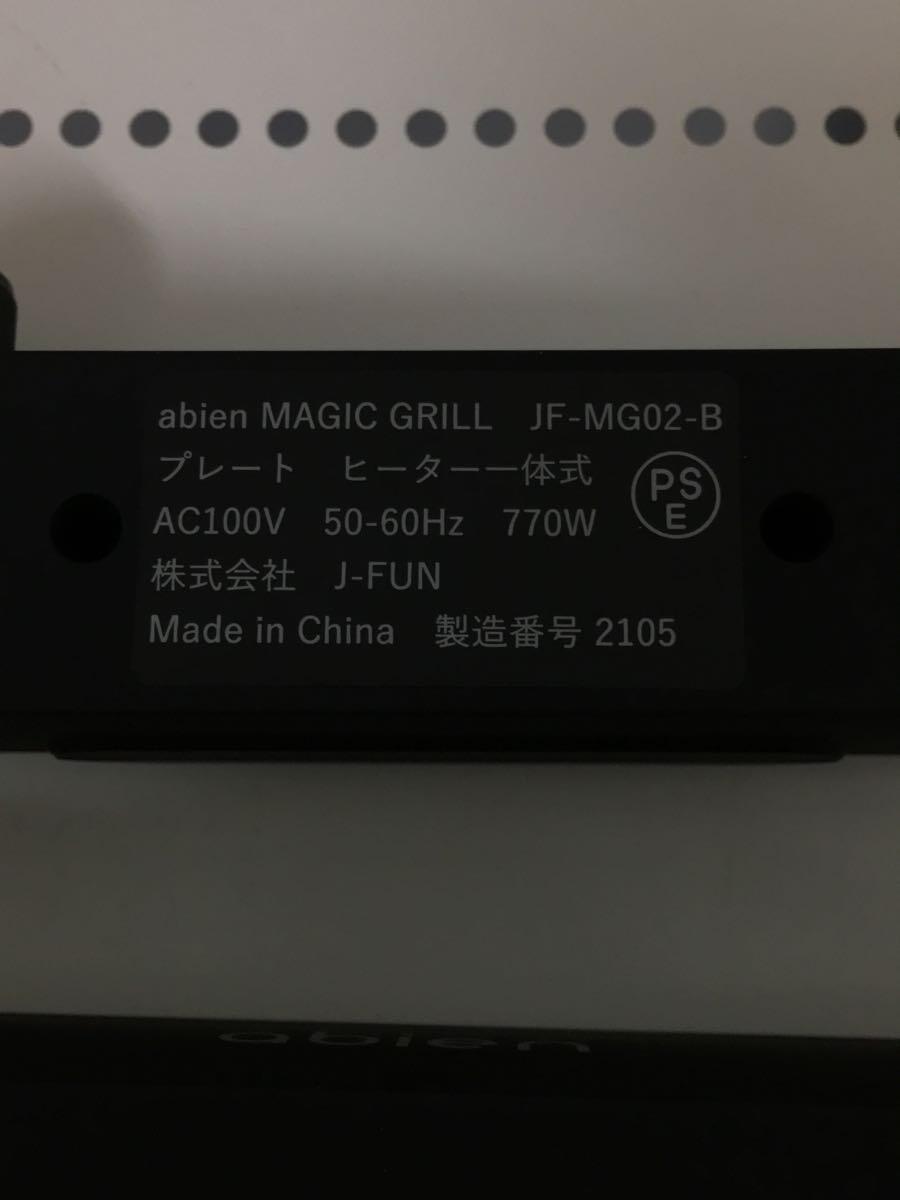 abien MAGIC GRILL JF-MG02-B
プレート ヒーター一体式
PS
E
AC100V 50-60Hz 770W
株式会社 J-FUN
Made in China 製造番号 2105
abien